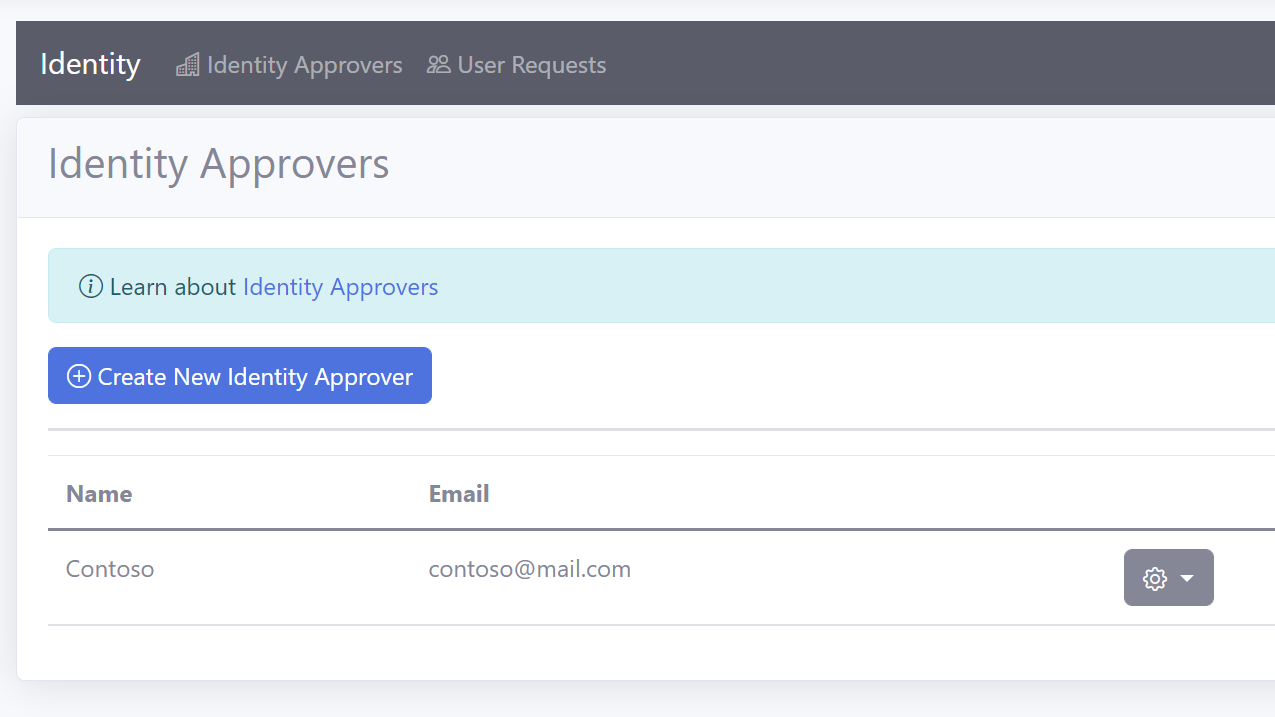 Identity Identity Approvers User Requests
Identity Approvers
Learn about Identity Approvers
Create New Identity Approver
Name Email
Contoso contoso@mail.com